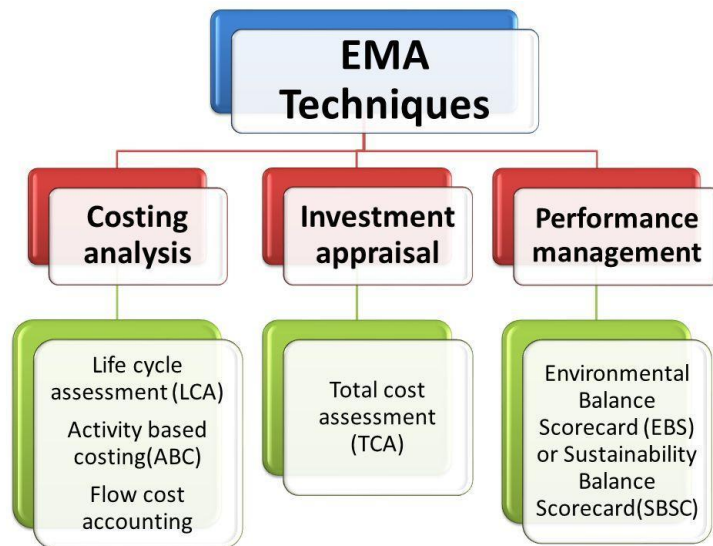 EMA
Techniques
Costing
analysis
Investment
appraisal
Performance
management
Life cycle
assessment (LCA)
Activity based
costing(ABC)
Flow cost
accounting
Total cost
assessment
(TCA)
Environmental
Balance
Scorecard (EBS)
or Sustainability
Balance
Scorecard(SBSC)